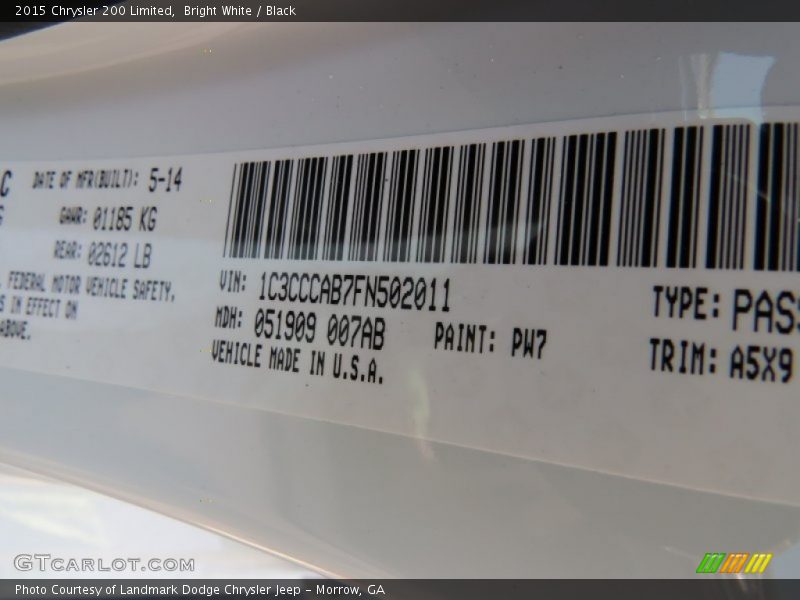 2015 Chrysler 200 Limited, Bright White / Black
DATE OF MFR(BUILT): 5-14
GAWR: 01185 KG
REAR: 02612 LB
FEDERAL MOTOR VEHICLE SAFETY,
IN EFFECT ON
ABOVE.
VIN: 1C3CCCAB7FN502011
MDH: 051909 007AB
PAINT: PW7
VEHICLE MADE IN U.S.A.
TYPE: PASS
TRIM: A5X9
GTCARLOT.COM
Photo Courtesy of Landmark Dodge Chrysler Jeep - Morrow, GA